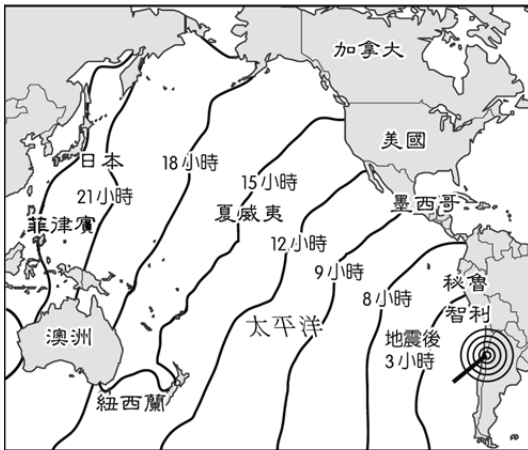 加拿大
美國
日本
18小時
15小時
21小時
夏威夷
墨西哥
菲律賓
12小時
9小時
8小時
秘魯
智利
太平洋
澳洲
地震後
3小時
紐西蘭